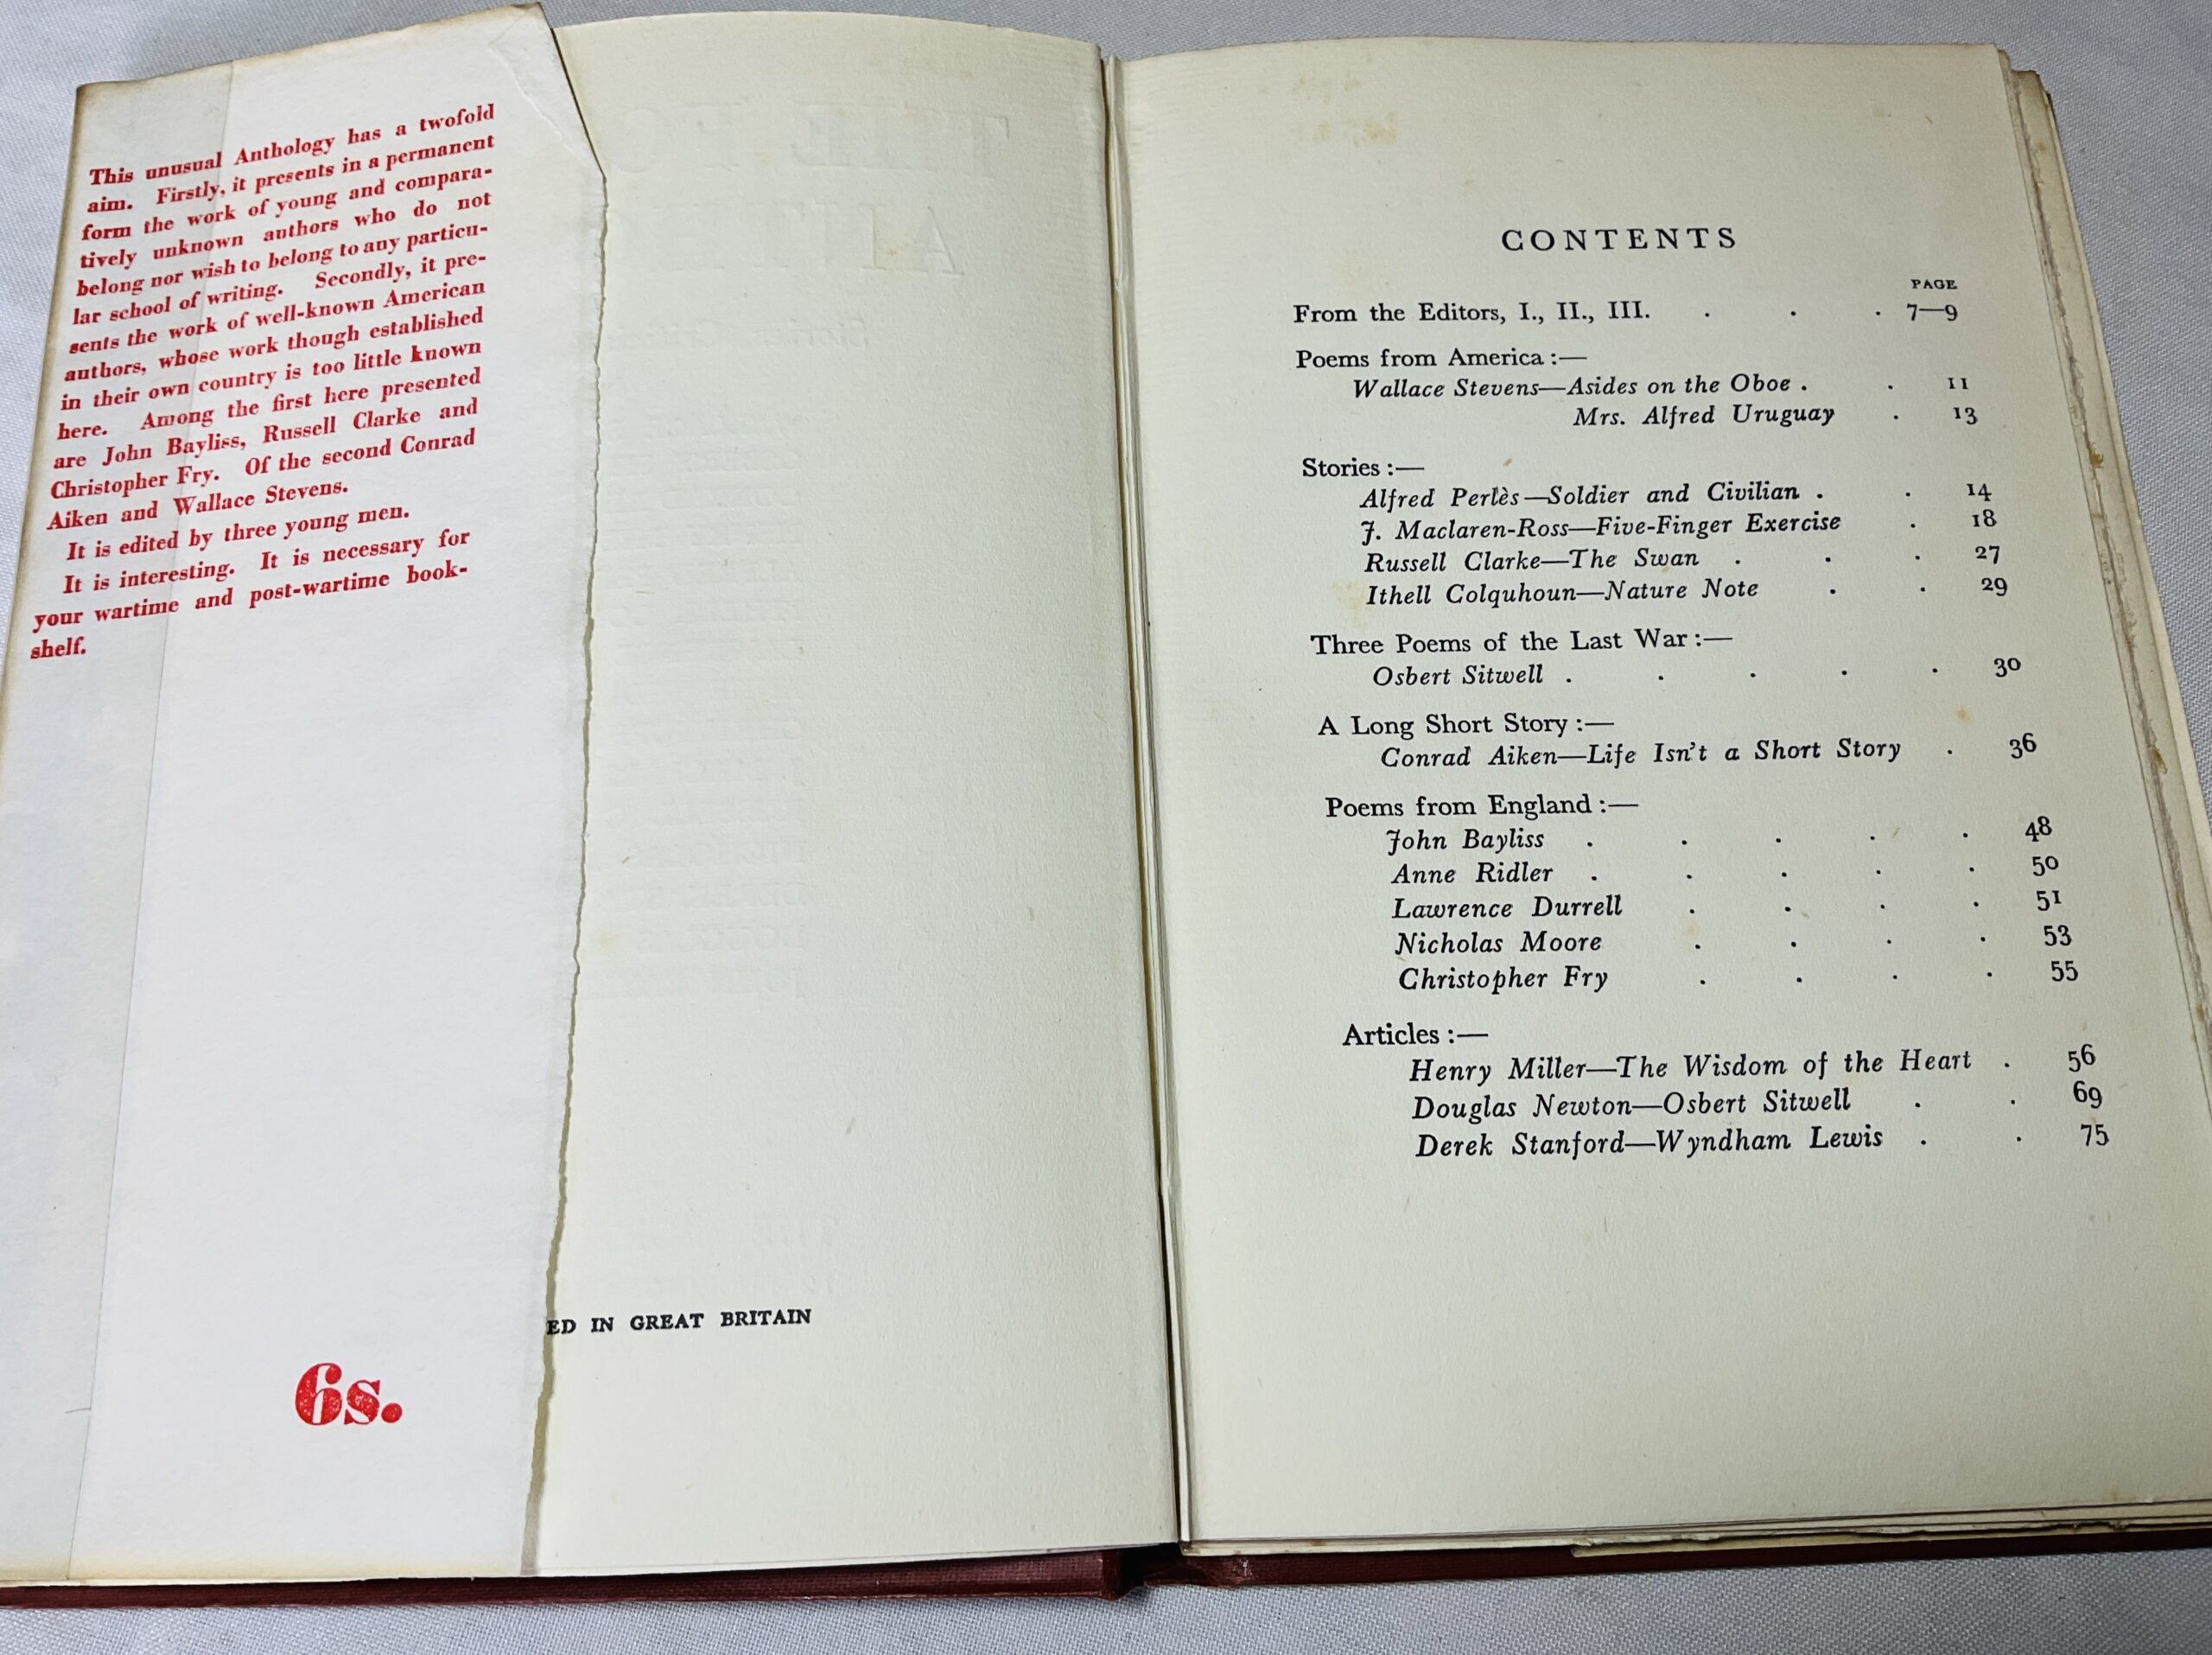 This unusual Anthology has a twofold
aim. Firstly, it presents in a permanent
form the work of young and compara-
tively unknown authors who do not
belong nor wish to belong to any particu-
lar school of writing. Secondly, it pre-
sents the work of well-known American
authors, whose work though established
in their own country is too little known
here. Among the first here presented
are John Bayliss, Russell Clarke and
Christopher Fry. Of the second Conrad
Aiken and Wallace Stevens.
It is edited by three young men.
It is interesting. It is necessary for
your wartime and post-wartime book-
shelf.
6s.
ED IN GREAT BRITAIN
CONTENTS
PAGE
From the Editors, I., II., III. . . . 7—9
Poems from America :—
Wallace Stevens—Asides on the Oboe . . 11
Mrs. Alfred Uruguay . 13
Stories :—
Alfred Perlès—Soldier and Civilian . . 14
J. Maclaren-Ross—Five-Finger Exercise . 18
Russell Clarke—The Swan . . . 27
Ithell Colquhoun—Nature Note . . 29
Three Poems of the Last War :—
Osbert Sitwell . . . . . 30
A Long Short Story :—
Conrad Aiken—Life Isn't a Short Story . 36
Poems from England :—
John Bayliss . . . . . 48
Anne Ridler . . . . . 50
Lawrence Durrell . . . . 51
Nicholas Moore . . . . 53
Christopher Fry . . . . 55
Articles :—
Henry Miller—The Wisdom of the Heart . 56
Douglas Newton—Osbert Sitwell . . 69
Derek Stanford—Wyndham Lewis . . 75